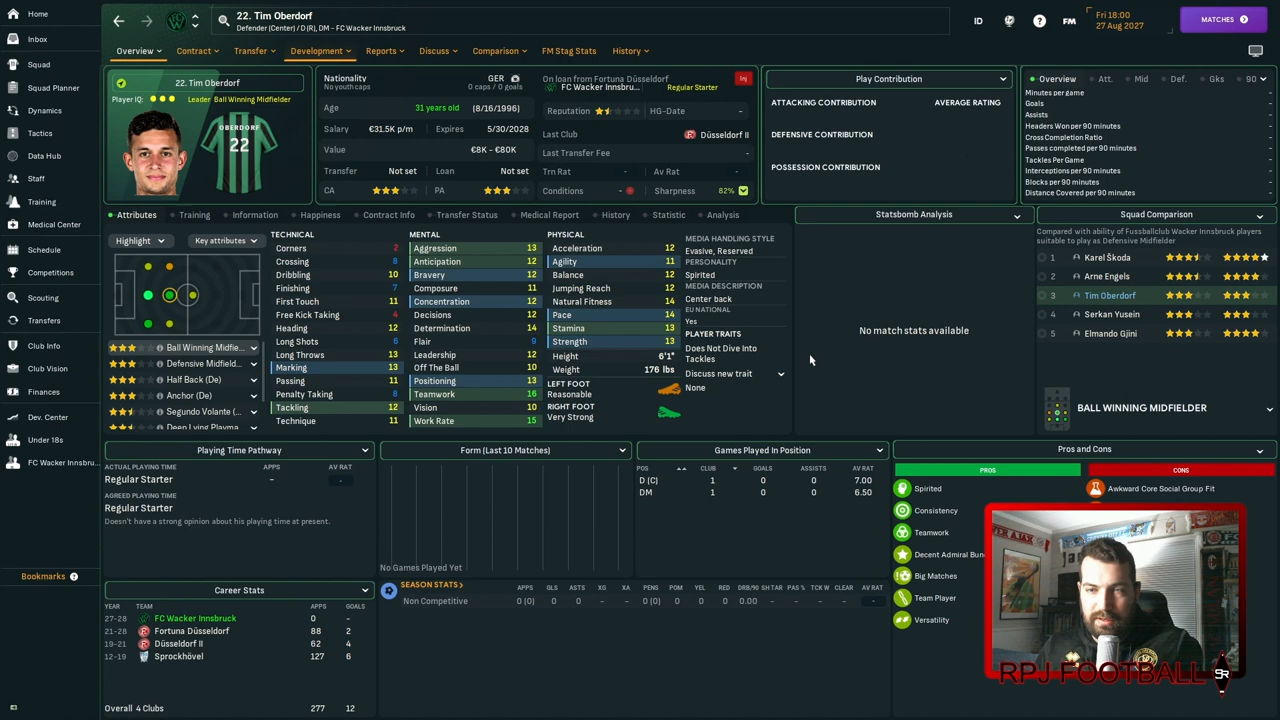 Home
Inbox
Squad
Squad Planner
Dynamics
Tactics
Data Hub
Staff
Training
Medical Center
Schedule
Competitions
Scouting
Transfers
Club Info
Club Vision
Finances
Dev. Center
Under 18s
FC Wacker Innsbru...
Bookmarks
22. Tim Oberdorf
Defender (Center) / D (R), DM - FC Wacker Innsbruck
ID
FM
Fri 18:00
27 Aug 2027
MATCHES
Overview
Contract
Transfer
Development
Reports
Discuss
Comparison
FM Stag Stats
History
22. Tim Oberdorf
Player IQ:
Leader Ball Winning Midfielder
OBERDORF
22
Nationality GER
No youth caps 0 caps / 0 goals
Age 31 years old (8/16/1996)
Salary €31.5K p/m Expires 5/30/2028
Value €8K - €80K
Transfer Not set Loan Not set
CA PA
On loan from Fortuna Düsseldorf Inj
FC Wacker Innsbru... Regular Starter
Reputation HG-Date -
Last Club Düsseldorf II
Last Transfer Fee -
Trn Rat - Av Rat -
Conditions - Sharpness 82%
Play Contribution
ATTACKING CONTRIBUTION AVERAGE RATING
DEFENSIVE CONTRIBUTION
POSSESSION CONTRIBUTION
Overview Att. Mid Def. Gks 90
Minutes per game
Goals
Assists
Headers Won per 90 minutes
Cross Completion Ratio
Passes completed per 90 minutes
Tackles Per Game
Interceptions per 90 minutes
Blocks per 90 minutes
Distance Covered per 90 minutes
Attributes
Training
Information
Happiness
Contract Info
Transfer Status
Medical Report
History
Statistic
Analysis
Highlight
Key attributes
Ball Winning Midfie...
Defensive Midfield...
Half Back (De)
Anchor (De)
Segundo Volante (...
Deep Lying Playma...
TECHNICAL
Corners 2
Crossing 8
Dribbling 10
Finishing 7
First Touch 11
Free Kick Taking 4
Heading 12
Long Shots 6
Long Throws 13
Marking 13
Passing 11
Penalty Taking 8
Tackling 12
Technique 11
MENTAL
Aggression 13
Anticipation 12
Bravery 12
Composure 11
Concentration 12
Decisions 12
Determination 14
Flair 9
Leadership 12
Off The Ball 10
Positioning 13
Teamwork 16
Vision 10
Work Rate 15
PHYSICAL
Acceleration 12
Agility 11
Balance 12
Jumping Reach 12
Natural Fitness 14
Pace 14
Stamina 13
Strength 13
Height 6'1"
Weight 176 lbs
LEFT FOOT
Reasonable
RIGHT FOOT
Very Strong
MEDIA HANDLING STYLE
Evasive, Reserved
PERSONALITY
Spirited
MEDIA DESCRIPTION
Center back
EU NATIONAL
Yes
PLAYER TRAITS
Does Not Dive Into
Tackles
Discuss new trait
None
Statsbomb Analysis
No match stats available
Squad Comparison
Compared with ability of Fussballclub Wacker Innsbruck players
suitable to play as Defensive Midfielder
1 Karel Škoda
2 Arne Engels
3 Tim Oberdorf
4 Serkan Yusein
5 Elmando Gjini
BALL WINNING MIDFIELDER
Playing Time Pathway
ACTUAL PLAYING TIME APPS AV RAT
Regular Starter - -
AGREED PLAYING TIME
Regular Starter
Doesn't have a strong opinion about his playing time at present.
Form (Last 10 Matches)
No Games Played Yet
Games Played In Position
POS CLUB GOALS ASSISTS AV RAT
D (C) 1 0 0 7.00
DM 1 0 0 6.50
Pros and Cons
PROS
CONS
Spirited
Consistency
Teamwork
Decent Admiral Bun
Big Matches
Team Player
Versatility
Awkward Core Social Group Fit
Career Stats
YEAR TEAM APPS GOALS
27-28 FC Wacker Innsbruck 0 -
21-28 Fortuna Düsseldorf 88 2
19-21 Düsseldorf II 62 4
12-19 Sprockhövel 127 6
Overall 4 Clubs 277 12
SEASON STATS APPS GLS ASTS XG XA PENS POM YEL RED DRB/90 SH TAR PAS % TCK W CLEAR AV RAT
Non Competitive 0 (0) 0 - - - 0 (0) 0 - - 0.00 - - - - -
RPJ FOOTBALL
SR